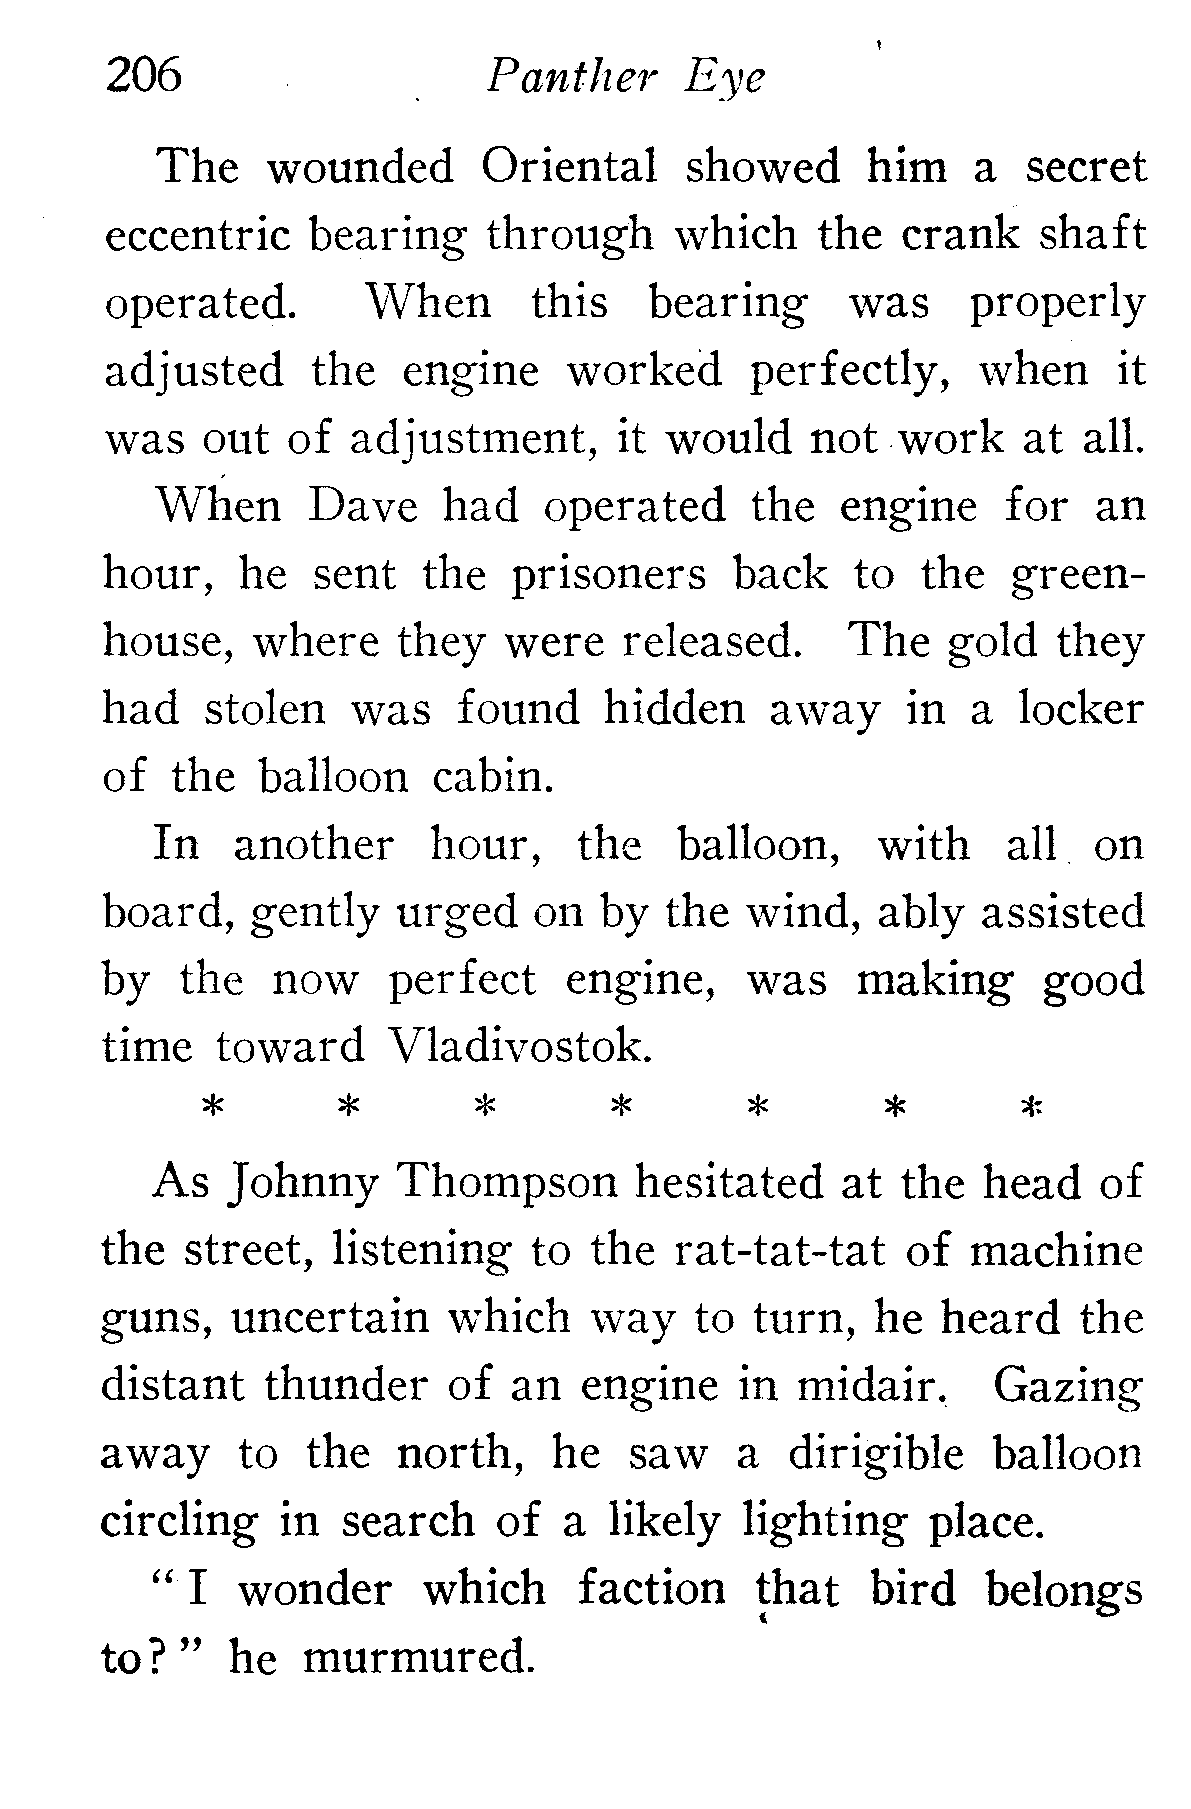 206 Panther Eye
The wounded Oriental showed him a secret
eccentric bearing through which the crank shaft
operated. When this bearing was properly
adjusted the engine worked perfectly, when it
was out of adjustment, it would not work at all.
When Dave had operated the engine for an
hour, he sent the prisoners back to the green-
house, where they were released. The gold they
had stolen was found hidden away in a locker
of the balloon cabin.
In another hour, the balloon, with all on
board, gently urged on by the wind, ably assisted
by the now perfect engine, was making good
time toward Vladivostok.
* * * * * * *
As Johnny Thompson hesitated at the head of
the street, listening to the rat-tat-tat of machine
guns, uncertain which way to turn, he heard the
distant thunder of an engine in midair. Gazing
away to the north, he saw a dirigible balloon
circling in search of a likely lighting place.
“ I wonder which faction that bird belongs
to? ” he murmured.